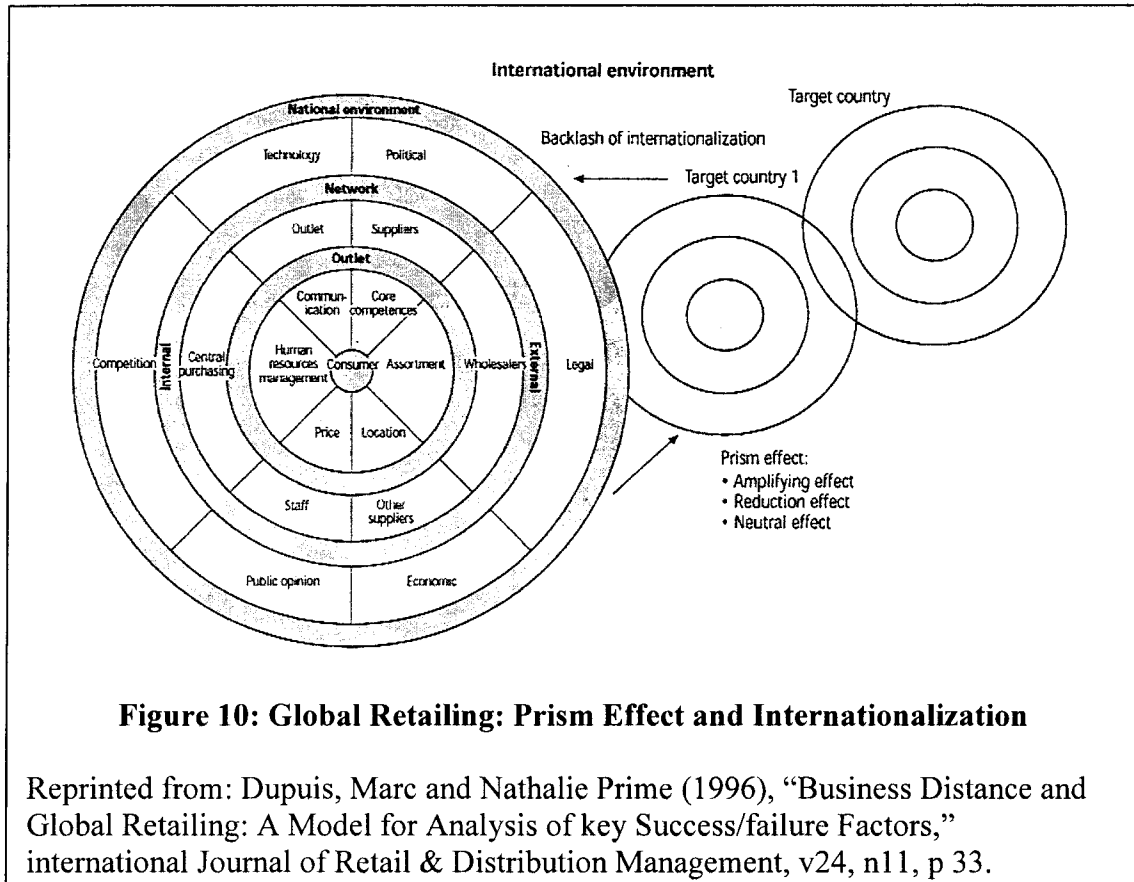 International environment
Target country
National environment
Backlash of internationalization
Technology
Political
Target country 1
Network
Outlet
Suppliers
Outlet
Commun-
ication
Core
competences
Competition
Internal
Central
purchasing
Human
resources
management
Consumer
Assortment
Wholesalers
External
Legal
Price
Location
Prism effect:
• Amplifying effect
• Reduction effect
• Neutral effect
Staff
Other
suppliers
Public opinion
Economic
Figure 10: Global Retailing: Prism Effect and Internationalization
Reprinted from: Dupuis, Marc and Nathalie Prime (1996), “Business Distance and
Global Retailing: A Model for Analysis of key Success/failure Factors,”
international Journal of Retail & Distribution Management, v24, n11, p 33.